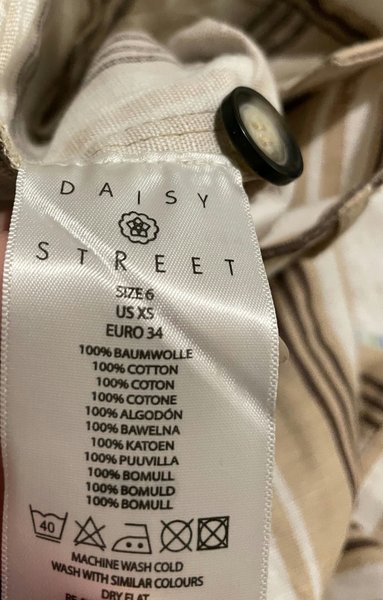 DAISY
STREET
SIZE 6
US XS
EURO 34
100% BAUMWOLLE
100% COTTON
100% COTON
100% COTONE
100% ALGODÓN
100% BAWELNA
100% KATOEN
100% PUUVILLA
100% BOMULL
100% BOMULD
100% BOMULL
40
MACHINE WASH COLD
WASH WITH SIMILAR COLOURS
DRY FLAT